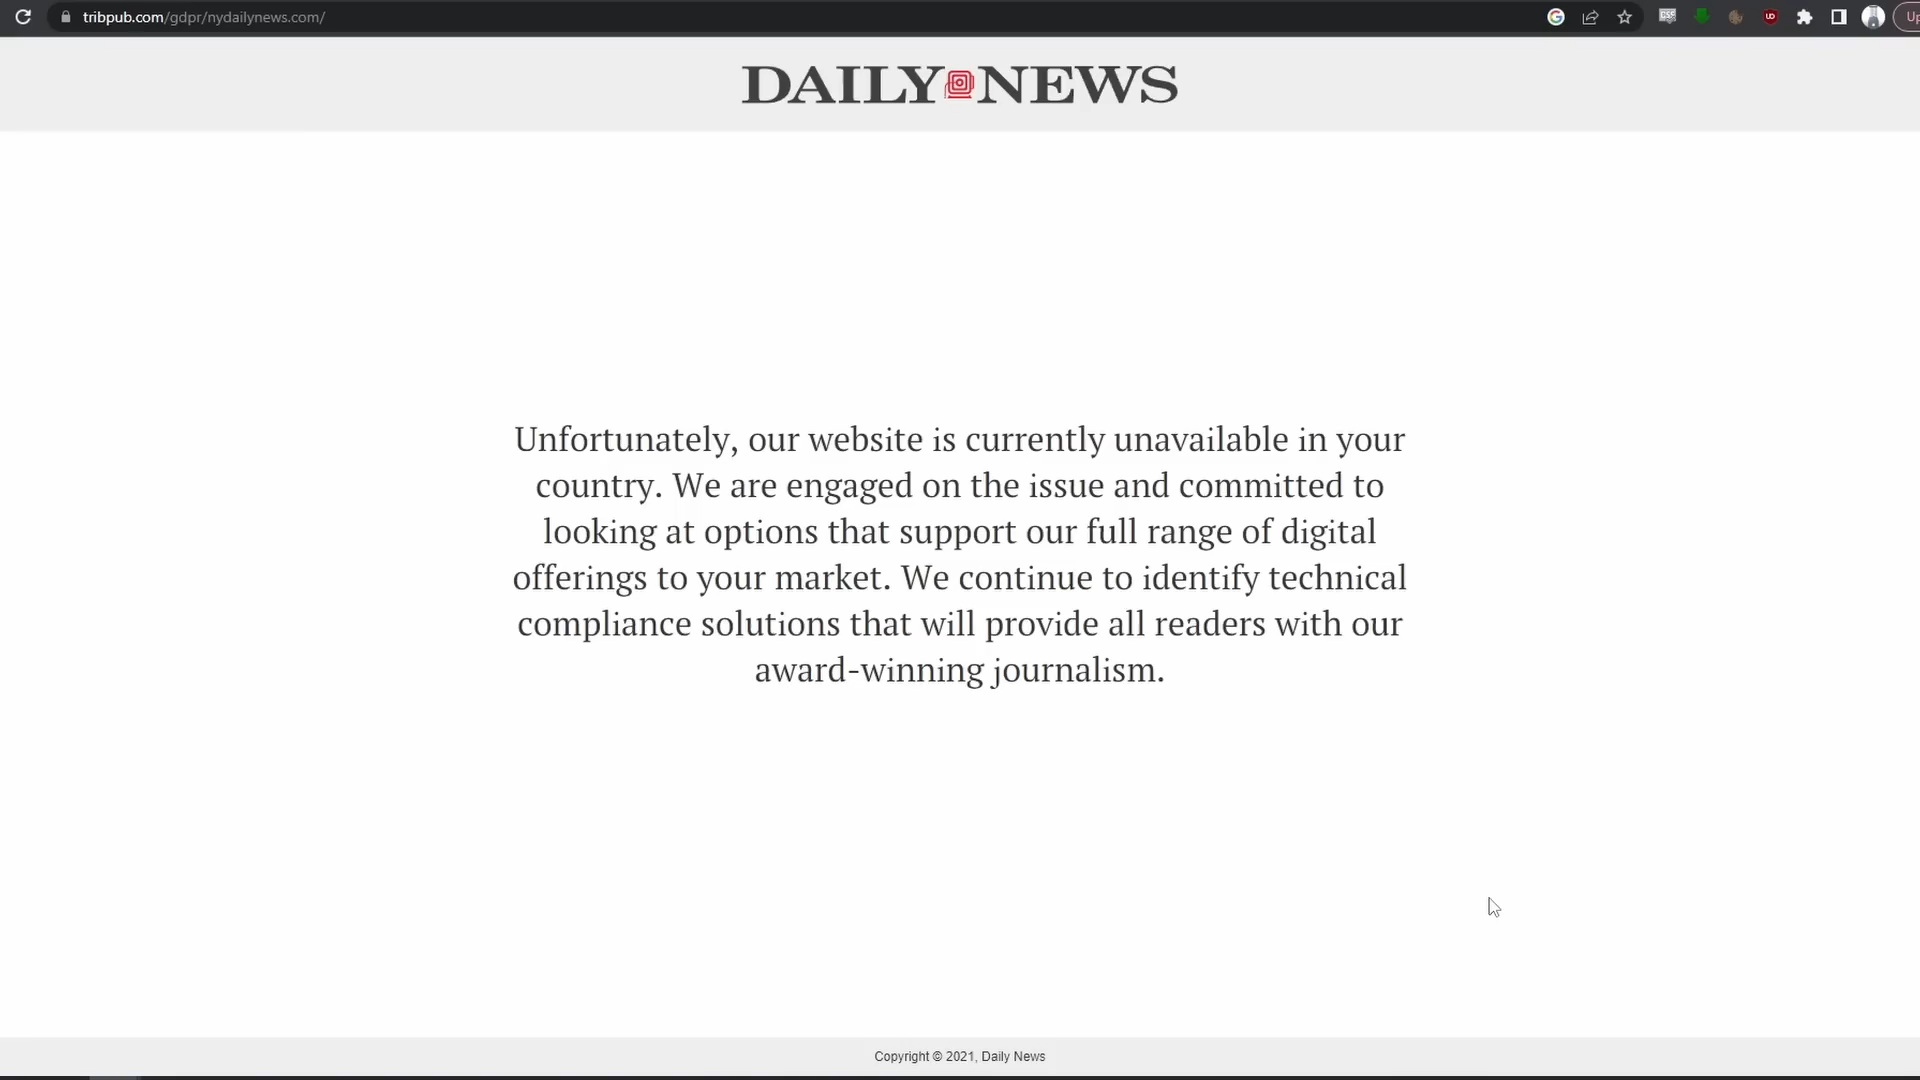 tribpub.com/gdpr/nydailynews.com/
DAILY NEWS
Unfortunately, our website is currently unavailable in your
country. We are engaged on the issue and committed to
looking at options that support our full range of digital
offerings to your market. We continue to identify technical
compliance solutions that will provide all readers with our
award-winning journalism.
Copyright © 2021, Daily News